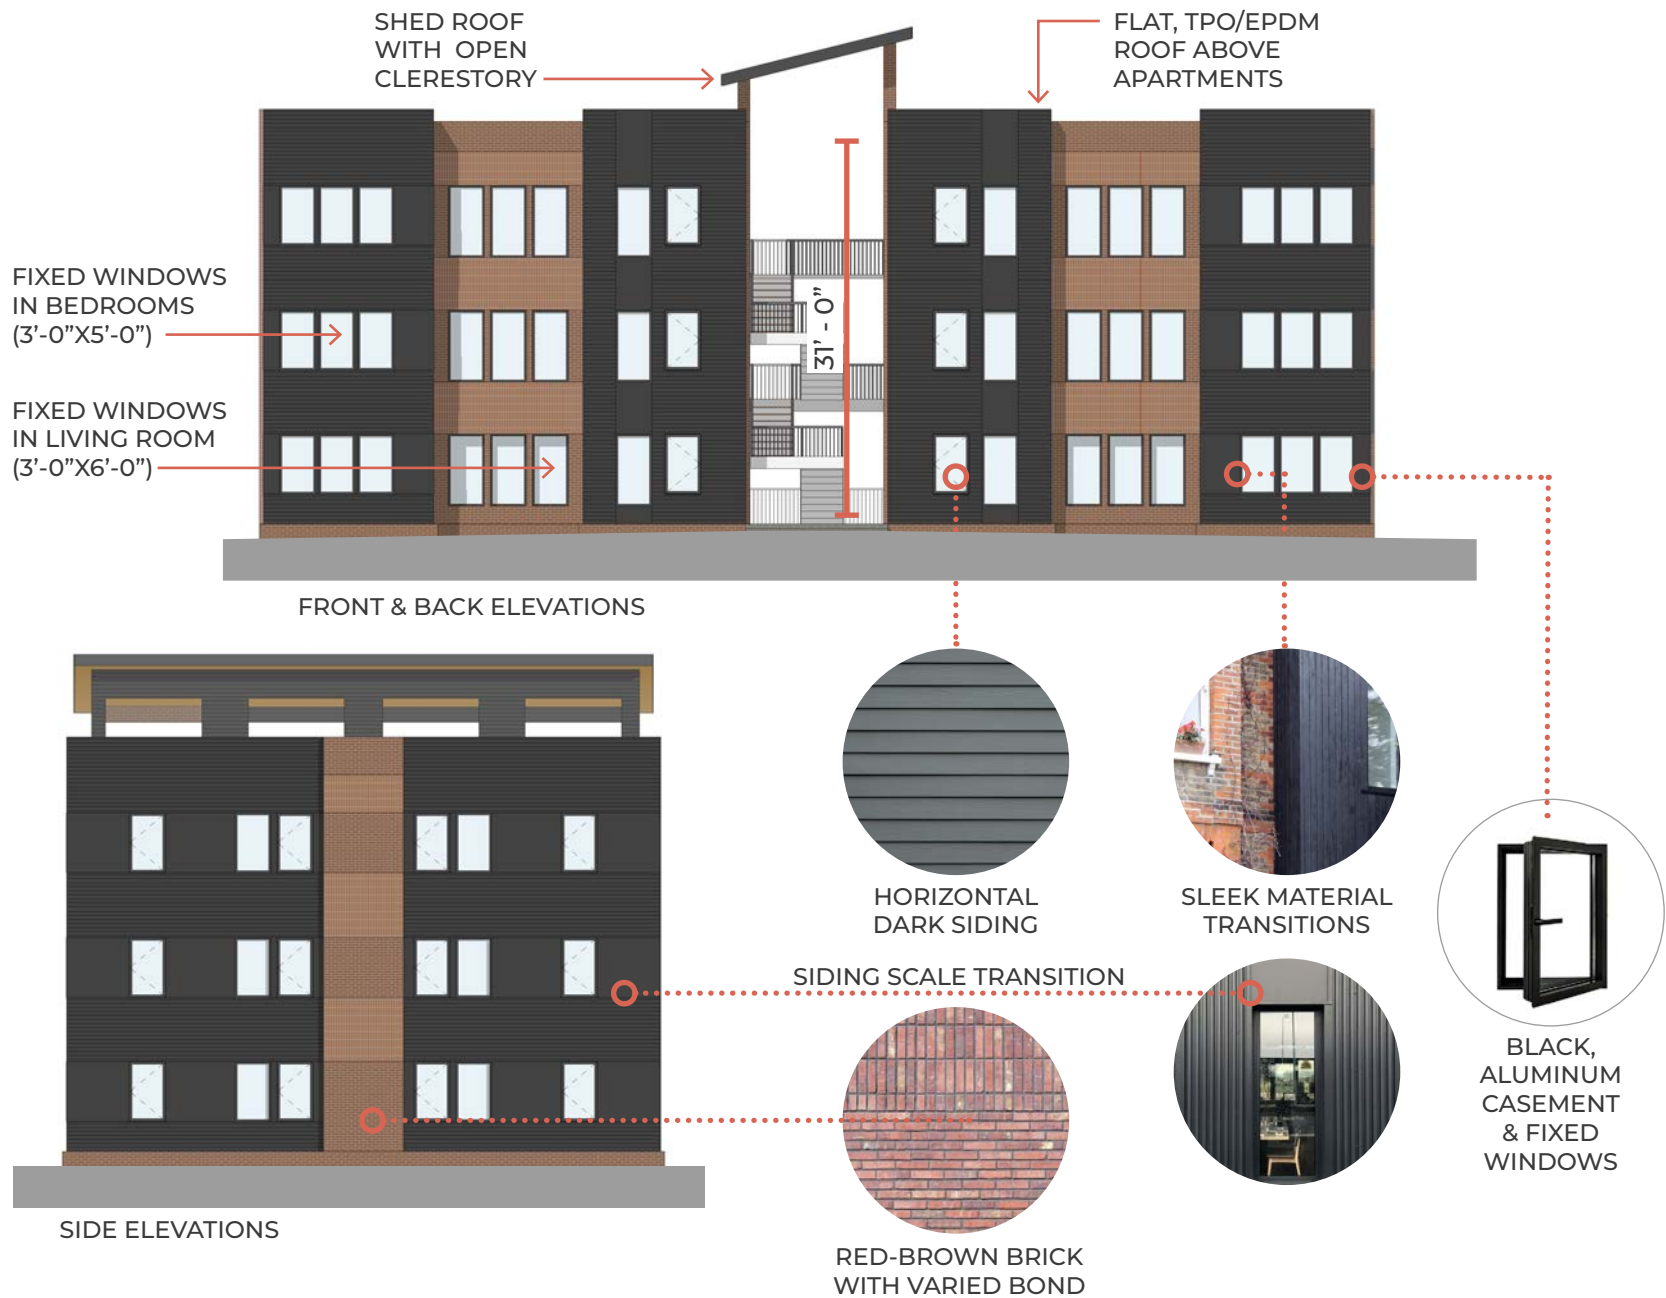 SHED ROOF
WITH OPEN
CLERESTORY
FLAT, TPO/EPDM
ROOF ABOVE
APARTMENTS
FIXED WINDOWS
IN BEDROOMS
(3'-0”X5'-0”)
31' - 0”
FIXED WINDOWS
IN LIVING ROOM
(3'-0”X6'-0”)
FRONT & BACK ELEVATIONS
HORIZONTAL
DARK SIDING
SLEEK MATERIAL
TRANSITIONS
SIDING SCALE TRANSITION
BLACK,
ALUMINUM
CASEMENT
& FIXED
WINDOWS
SIDE ELEVATIONS
RED-BROWN BRICK
WITH VARIED BOND